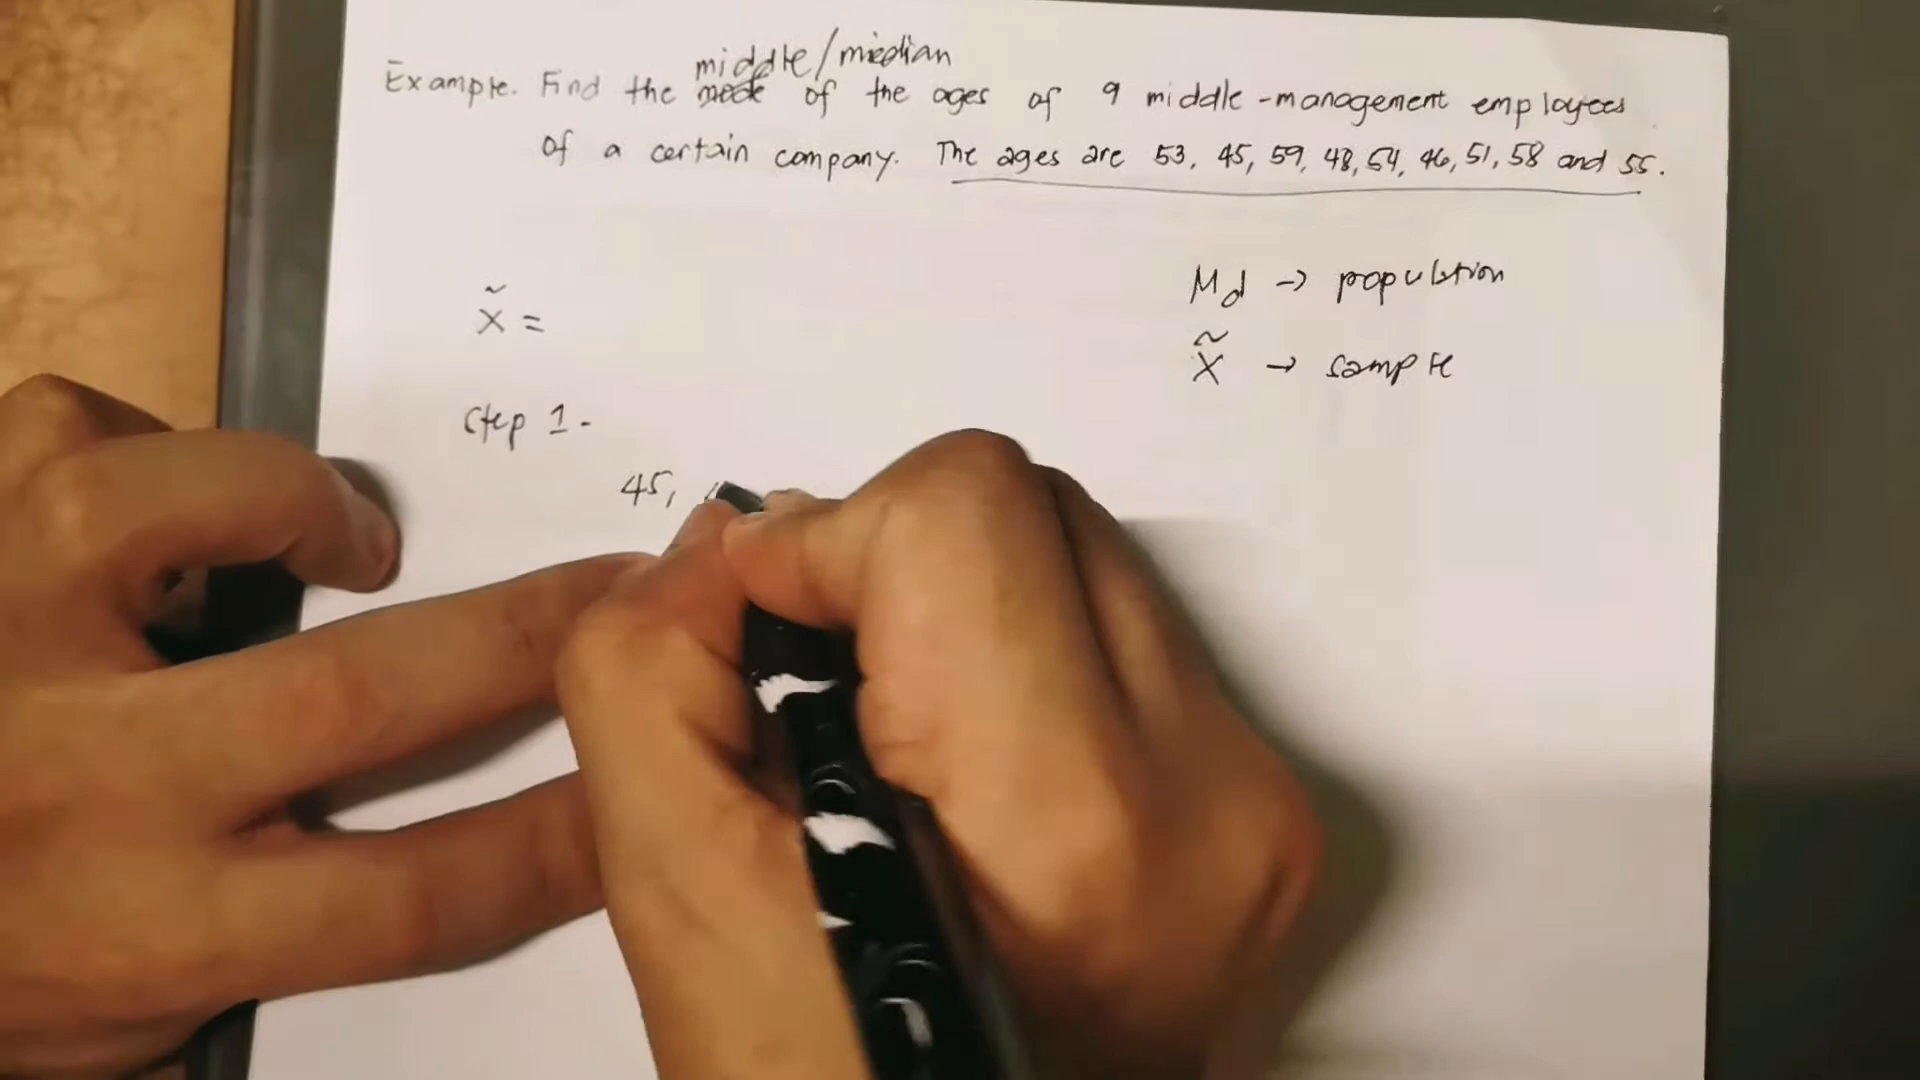 middle/median
Example. Find the mode of the ages of 9 middle-management employees
of a certain company. The ages are 53, 45, 59, 48, 54, 46, 51, 58 and 55.
Md → population
x̃ =
x̃ → sample
Step 1.
45,